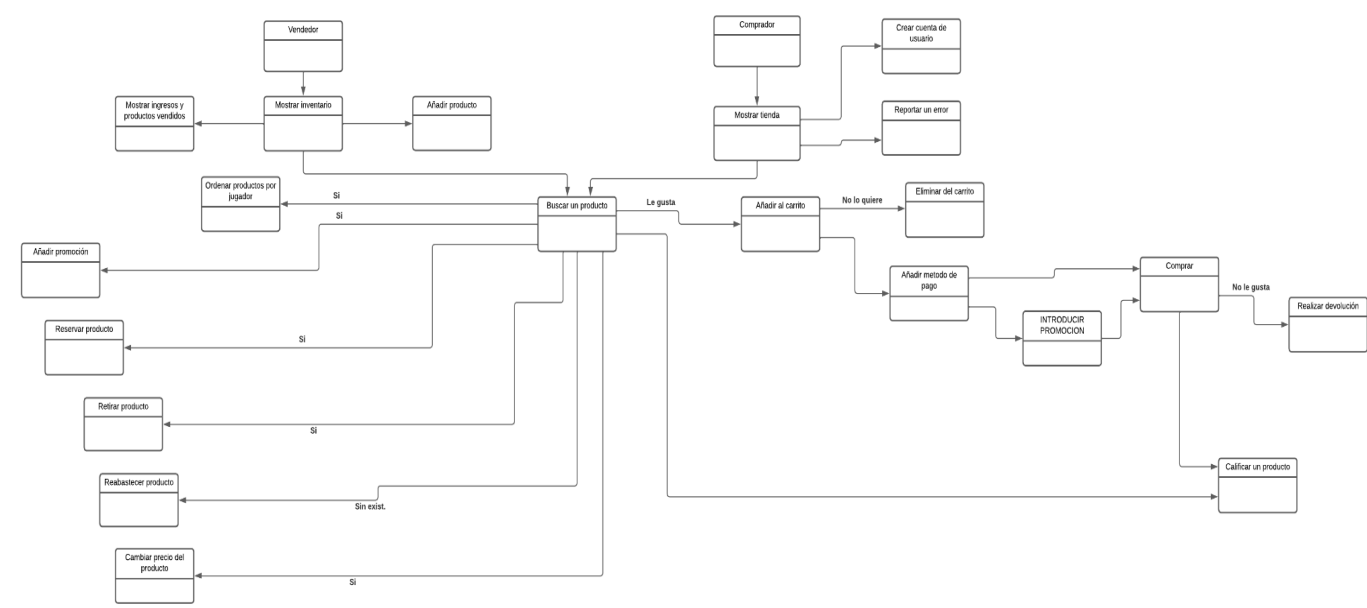 Vendedor
Comprador
Crear cuenta de
usuario
Mostrar ingresos y
productos vendidos
Mostrar inventario
Añadir producto
Mostrar tienda
Reportar un error
Ordenar productos por
jugador
Si
Si
Buscar un producto
Le gusta
Añadir al carrito
No lo quiere
Eliminar del carrito
Añadir promoción
Añadir metodo de
pago
Comprar
No le gusta
Realizar devolución
INTRODUCIR
PROMOCION
Reservar producto
Si
Retirar producto
Si
Reabastecer producto
Sin exist.
Calificar un producto
Cambiar precio del
producto
Si